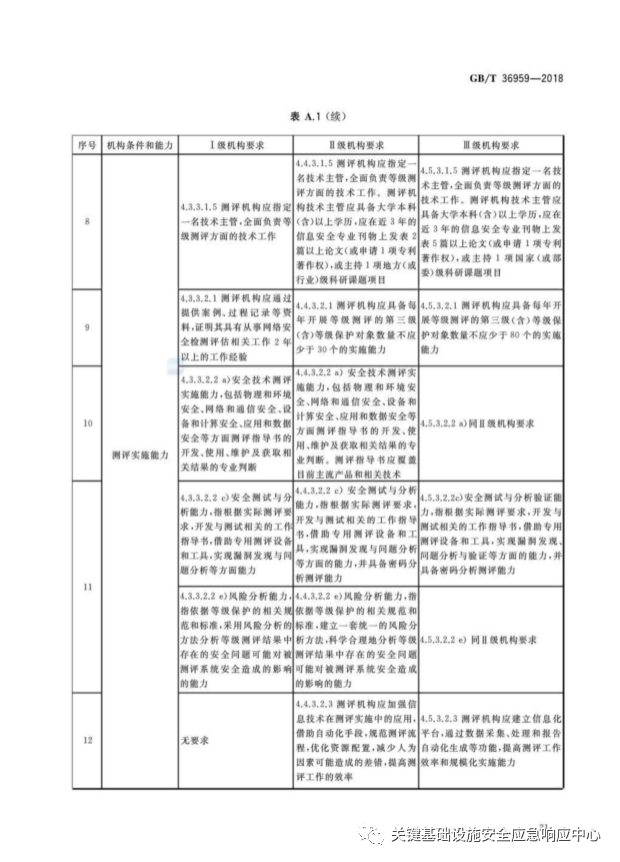 GB/T 36959—2018
表 A.1（续）
序号 机构条件和能力 Ⅰ级机构要求 Ⅱ级机构要求 Ⅲ级机构要求
8
4.3.3.1.5 测评机构应指定
一名技术主管,全面负责等
级测评方面的技术工作
4.4.3.1.5 测评机构应指定一
名技术主管,全面负责等级测
评方面的技术工作。测评机
构技术主管应具备大学本科
(含)以上学历,应在近 3 年的
信息安全专业刊物上发表 2
篇以上论文(或申请 1 项专利
著作权),或主持 1 项地方(或
行业)级科研课题项目
4.5.3.1.5 测评机构应指定一名技
术主管,全面负责等级测评方面的
技术工作。测评机构技术主管应
具备大学本科(含)以上学历,应在
近 3 年的信息安全专业刊物上发
表 5 篇以上论文(或申请 1 项专利
著作权),或主持 1 项国家(或部
委)级科研课题项目
测评实施能力
9
4.3.3.2.1 测评机构应通过
提供案例、过程记录等资
料,证明其具有从事网络安
全检测评估相关工作 2 年
以上的工作经验
4.4.3.2.1 测评机构应具备每
年开展等级测评的第三级
(含)等级保护对象数量不应
少于 30 个的实施能力
4.5.3.2.1 测评机构应具备每年开
展等级测评的第三级(含)等级保
护对象数量不应少于 80 个的实施
能力
10
4.3.3.2.2 a)安全技术测评
实施能力,包括物理和环境
安全、网络和通信安全、设
备和计算安全、应用和数据
安全等方面测评指导书的
开发、使用、维护及获取相
关结果的专业判断
4.4.3.2.2 a) 安全技术测评实
施能力,包括物理和环境安
全、网络和通信安全、设备和
计算安全、应用和数据安全等
方面测评指导书的开发、使
用、维护及获取相关结果的专
业判断。测评指导书应覆盖
目前主流产品和相关技术
4.5.3.2.2 a)同Ⅱ级机构要求
11
4.3.3.2.2 c)安全测试与分
析能力,指根据实际测评要
求,开发与测试相关的工作
指导书,借助专用测评设备
和工具,实现漏洞发现与问
题分析等方面能力
4.4.3.2.2 c) 安全测试与分析
能力,指根据实际测评要求,
开发与测试相关的工作指导
书,借助专用测评设备和工
具,实现漏洞发现与问题分析
等方面的能力,并具备密码分
析测评能力
4.5.3.2.2c)安全测试与分析验证能
力,指根据实际测评要求,开发与
测试相关的工作指导书,借助专用
测评设备和工具,实现漏洞发现、
问题分析与验证等方面的能力,并
具备密码分析测评能力
4.3.3.2.2 e)风险分析能力,
指依据等级保护的相关规
范和标准,采用风险分析的
方法分析等级测评结果中
存在的安全问题可能对被
测评系统安全造成的影响
的能力
4.4.3.2.2 e)风险分析能力,指
依据等级保护的相关规范和
标准,建立一套统一的风险分
析方法,科学合理地分析等级
测评结果中存在的安全问题
可能对被测评系统安全造成
的影响的能力
4.5.3.2.2 e) 同Ⅱ级机构要求
12
无要求
4.4.3.2.3 测评机构应加强信
息技术在测评实施中的应用,
借助自动化手段,规范测评流
程,优化资源配置,减少人为
因素可能造成的差错,提高测
评工作的效率
4.5.3.2.3 测评机构应建立信息化
平台,通过数据采集、处理和报告
自动化生成等功能,提高测评工作
效率和规模化实施能力
关键基础设施安全应急响应中心